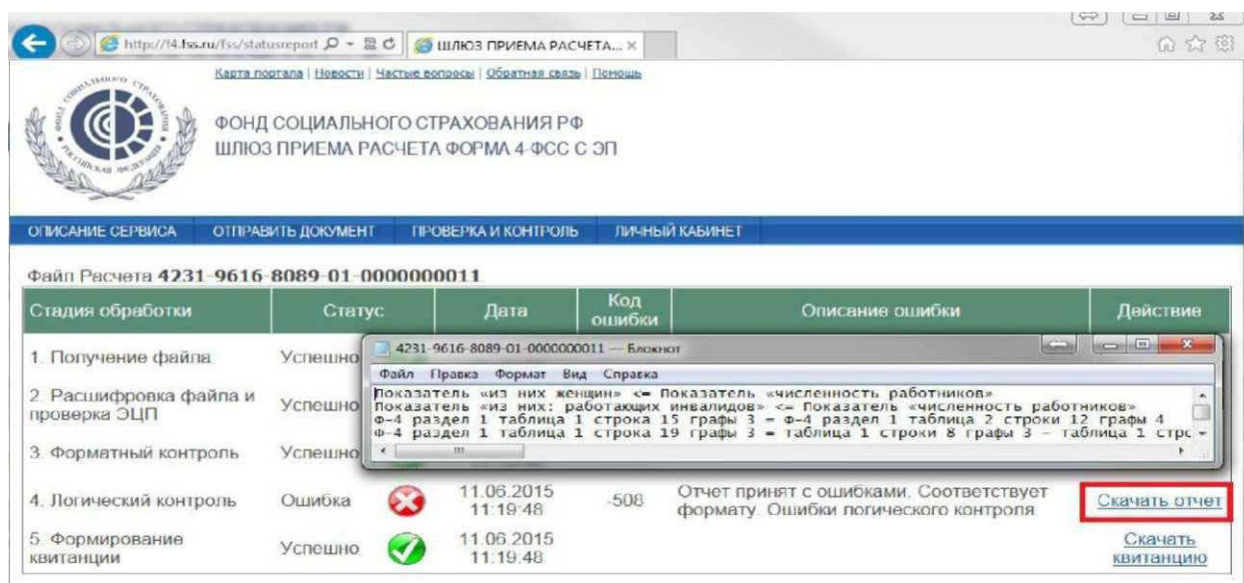 http://f4.fss.ru/fss/statusreport
ШЛЮЗ ПРИЕМА РАСЧЕТА...
Карта портала | Новости | Частые вопросы | Обратная связь | Помощь
ФОНД СОЦИАЛЬНОГО СТРАХОВАНИЯ РФ
ШЛЮЗ ПРИЕМА РАСЧЕТА ФОРМА 4-ФСС С ЭП
ОПИСАНИЕ СЕРВИСА ОТПРАВИТЬ ДОКУМЕНТ ПРОВЕРКА И КОНТРОЛЬ ЛИЧНЫЙ КАБИНЕТ
Файл Расчета 4231-9616-8089-01-0000000011
Стадия обработки Статус Дата Код ошибки Описание ошибки Действие
1. Получение файла Успешно
2. Расшифровка файла и проверка ЭЦП Успешно
3. Форматный контроль Успешно
4231-9616-8089-01-0000000011 — Блокнот
Файл Правка Формат Вид Справка
Показатель «из них женщин» <= Показатель «численность работников»
Показатель «из них: работающих инвалидов» <= Показатель «численность работников»
Ф-4 раздел 1 таблица 1 строка 15 графы 3 = Ф-4 раздел 1 таблица 2 строки 12 графы 4
Ф-4 раздел 1 таблица 1 строка 19 графы 3 = таблица 1 строки 8 графы 3 - таблица 1 стрс
4. Логический контроль Ошибка 11.06.2015 11:19:48 -508 Отчет принят с ошибками. Соответствует формату. Ошибки логического контроля Скачать отчет
5. Формирование квитанции Успешно 11.06.2015 11:19:48 Скачать квитанцию